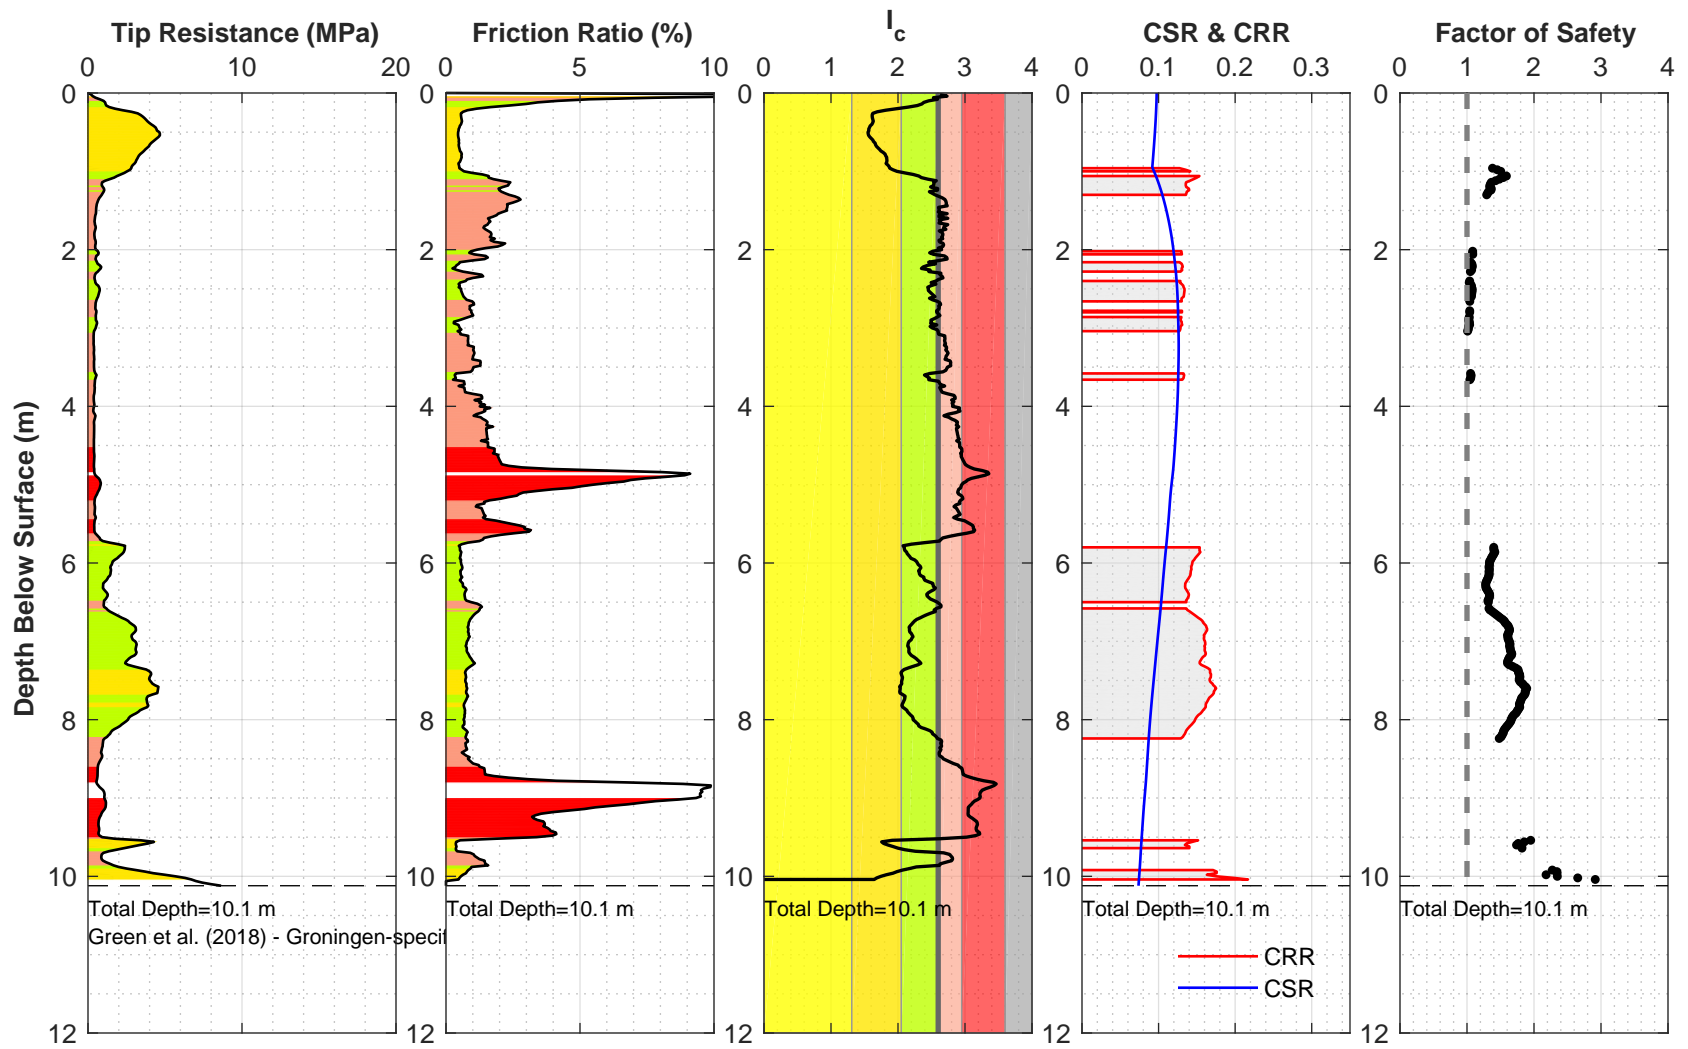 Tip Resistance (MPa)
Friction Ratio (%)
Ic
CSR & CRR
Factor of Safety
0 10 20
0 5 10
0 1 2 3 4
0 0.1 0.2 0.3
0 1 2 3 4
Depth Below Surface (m)
0 0 0 0 0
2 2 2 2 2
4 4 4 4 4
6 6 6 6 6
8 8 8 8 8
10 10 10 10 10
Total Depth=10.1 m
Total Depth=10.1 m
Total Depth=10.1 m
Total Depth=10.1 m
Total Depth=10.1 m
Green et al. (2018) - Groningen-specif
CRR
CSR
12 12 12 12 12